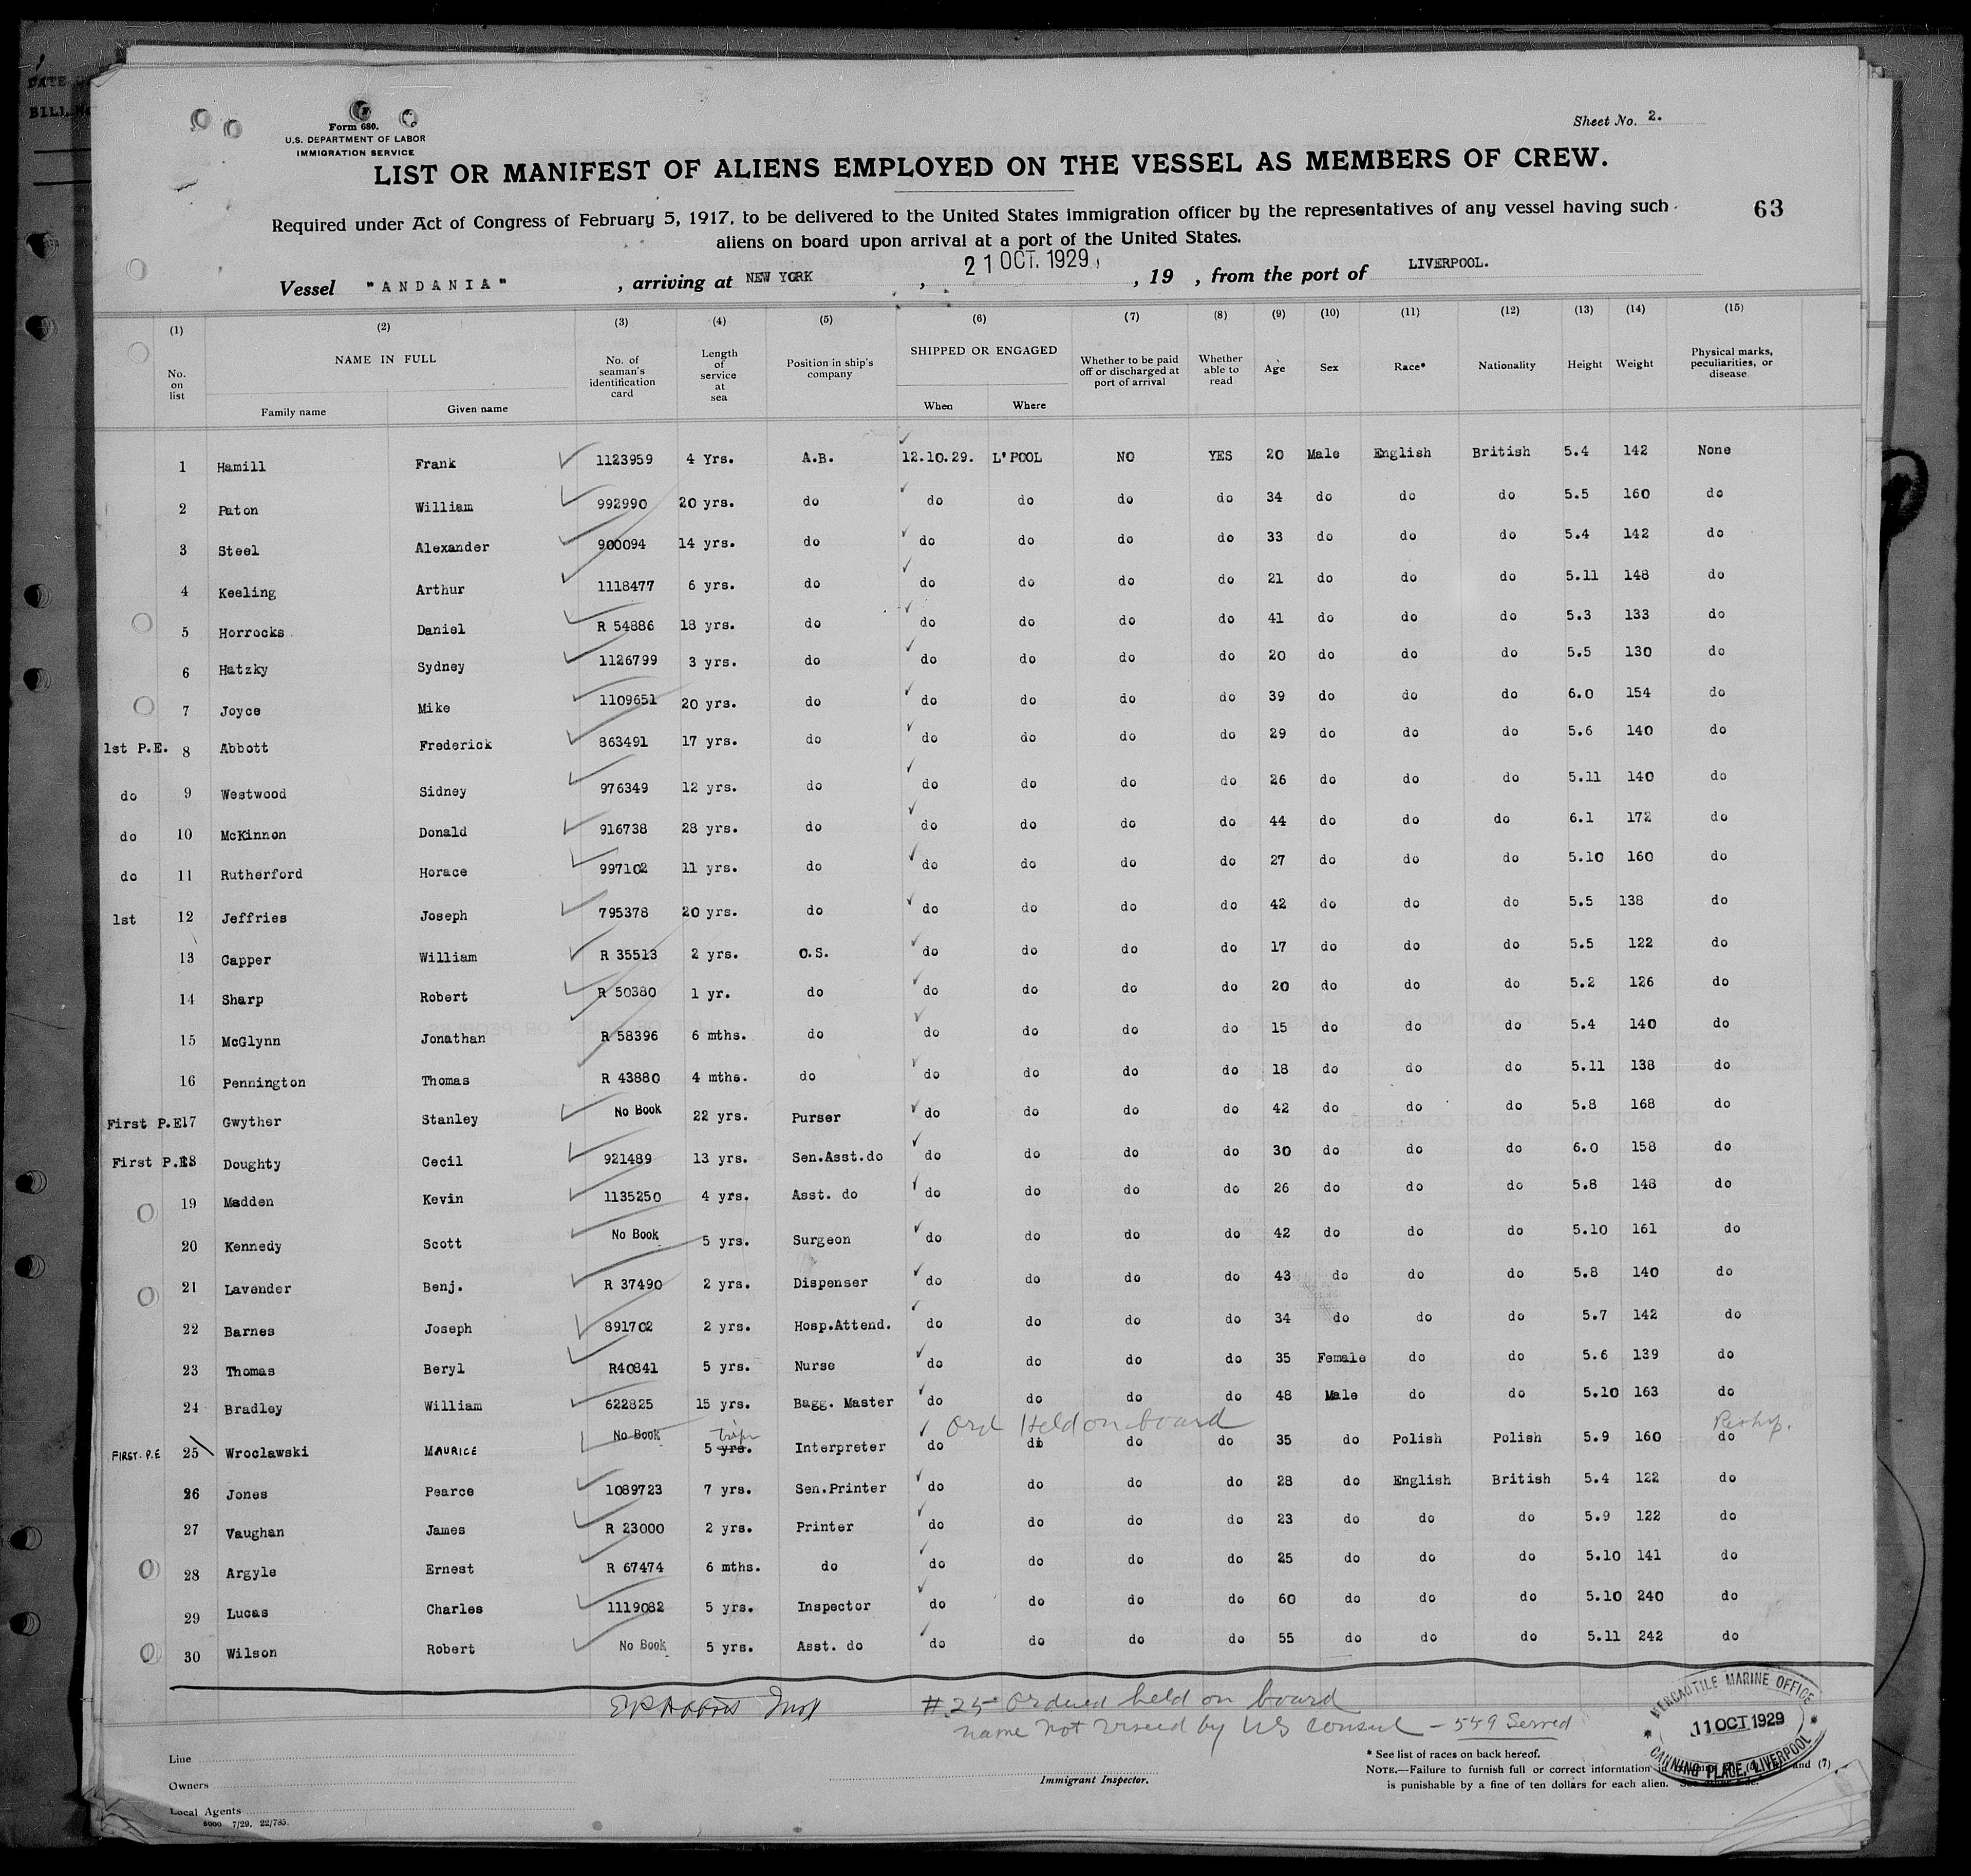 DATE
BILL
Form 680.
U.S. DEPARTMENT OF LABOR
IMMIGRATION SERVICE
Sheet No. 2.
LIST OR MANIFEST OF ALIENS EMPLOYED ON THE VESSEL AS MEMBERS OF CREW.
Required under Act of Congress of February 5, 1917, to be delivered to the United States immigration officer by the representatives of any vessel having such
63
aliens on board upon arrival at a port of the United States.
Vessel "ANDANIA" , arriving at NEW YORK , 21 OCT. 1929 , 19 , from the port of LIVERPOOL.
(1) (2) (3) (4) (5) (6) (7) (8) (9) (10) (11) (12) (13) (14) (15)
No. on list NAME IN FULL Family name Given name No. of seaman's identification card Length of service at sea Position in ship's company SHIPPED OR ENGAGED When Where Whether to be paid off or discharged at port of arrival Whether able to read Age Sex Race* Nationality Height Weight Physical marks, peculiarities, or disease
1 Hamill Frank 1123959 4 Yrs. A.B. 12.10.29. L'POOL NO YES 20 Male English British 5.4 142 None
2 Paton William 992990 20 yrs. do do do do do 34 do do do 5.5 160 do
3 Steel Alexander 900094 14 yrs. do do do do do 33 do do do 5.4 142 do
4 Keeling Arthur 1118477 6 yrs. do do do do do 21 do do do 5.11 148 do
5 Horrocks Daniel R 54886 18 yrs. do do do do do 41 do do do 5.3 133 do
6 Hatzky Sydney 1126799 3 yrs. do do do do do 20 do do do 5.5 130 do
7 Joyce Mike 1109651 20 yrs. do do do do do 39 do do do 6.0 154 do
1st P.E. 8 Abbott Frederick 863491 17 yrs. do do do do do 29 do do do 5.6 140 do
do 9 Westwood Sidney 976349 12 yrs. do do do do do 26 do do do 5.11 140 do
do 10 McKinnon Donald 916738 28 yrs. do do do do do 44 do do do 6.1 172 do
do 11 Rutherford Horace 997102 11 yrs. do do do do do 27 do do do 5.10 160 do
1st 12 Jeffries Joseph 795378 20 yrs. do do do do do 42 do do do 5.5 138 do
13 Capper William R 35513 2 yrs. O.S. do do do do 17 do do do 5.5 122 do
14 Sharp Robert R 50380 1 yr. do do do do do 20 do do do 5.2 126 do
15 McGlynn Jonathan R 58396 6 mths. do do do do do 15 do do do 5.4 140 do
16 Pennington Thomas R 43880 4 mths. do do do do do 18 do do do 5.11 138 do
First P.E. 17 Gwyther Stanley No Book 22 yrs. Purser do do do do 42 do do do 5.8 168 do
First P.E. 18 Doughty Cecil 921489 13 yrs. Sen.Asst.do do do do do 30 do do do 6.0 158 do
19 Madden Kevin 1135250 4 yrs. Asst. do do do do do 26 do do do 5.8 148 do
20 Kennedy Scott No Book 5 yrs. Surgeon do do do do 42 do do do 5.10 161 do
21 Lavender Benj. R 37490 2 yrs. Dispenser do do do do 43 do do do 5.8 140 do
22 Barnes Joseph 891702 2 yrs. Hosp.Attend. do do do do 34 do do do 5.7 142 do
23 Thomas Beryl R40841 5 yrs. Nurse do do do do 35 Female do do 5.6 139 do
24 Bradley William 622825 15 yrs. Bagg. Master do do do do 48 Male do do 5.10 163 do
Ord Held on board
FIRST. P.E 25 Wroclawski MAURICE No Book 5 yrs. Interpreter do do do do 35 do Polish Polish 5.9 160 do
26 Jones Pearce 1089723 7 yrs. Sen.Printer do do do do 28 do English British 5.4 122 do
27 Vaughan James R 23000 2 yrs. Printer do do do do 23 do do do 5.9 122 do
28 Argyle Ernest R 67474 6 mths. do do do do do 25 do do do 5.10 141 do
29 Lucas Charles 1119082 5 yrs. Inspector do do do do 60 do do do 5.10 240 do
30 Wilson Robert No Book 5 yrs. Asst. do do do do do 55 do do do 5.11 242 do
#25 Ordered held on board
name not visaed by US Consul - 559 Served
MERCANTILE MARINE OFFICE
11 OCT 1929
CANNING PLACE, LIVERPOOL
Line
Owners
Local Agents
5000 7/29. 22/785.
Immigrant Inspector.
* See list of races on back hereof.
NOTE.—Failure to furnish full or correct information and (7)
is punishable by a fine of ten dollars for each alien.